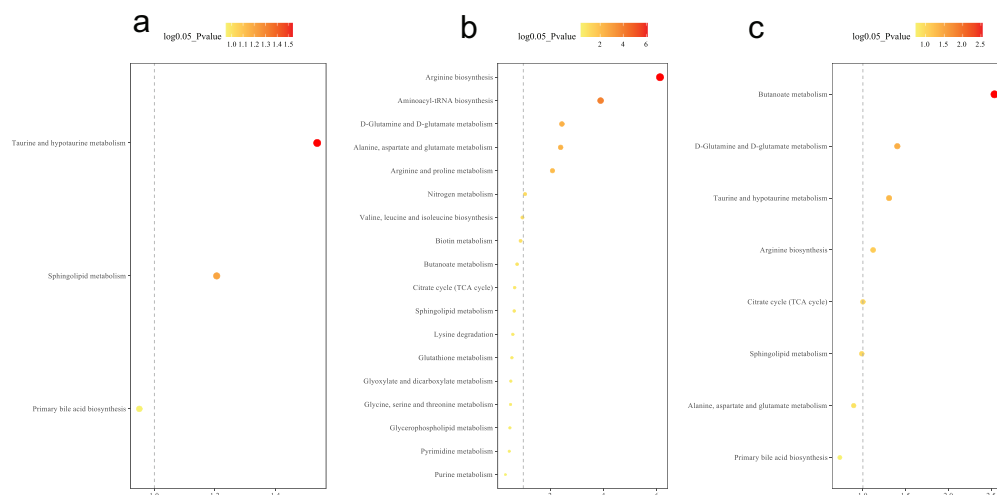 a
log0.05_Pvalue
1.0 1.1 1.2 1.3 1.4 1.5
Taurine and hypotaurine metabolism
Sphingolipid metabolism
Primary bile acid biosynthesis
b
log0.05_Pvalue
2 4 6
Arginine biosynthesis
Aminoacyl-tRNA biosynthesis
D-Glutamine and D-glutamate metabolism
Alanine, aspartate and glutamate metabolism
Arginine and proline metabolism
Nitrogen metabolism
Valine, leucine and isoleucine biosynthesis
Biotin metabolism
Butanoate metabolism
Citrate cycle (TCA cycle)
Sphingolipid metabolism
Lysine degradation
Glutathione metabolism
Glyoxylate and dicarboxylate metabolism
Glycine, serine and threonine metabolism
Glycerophospholipid metabolism
Pyrimidine metabolism
Purine metabolism
c
log0.05_Pvalue
1.0 1.5 2.0 2.5
Butanoate metabolism
D-Glutamine and D-glutamate metabolism
Taurine and hypotaurine metabolism
Arginine biosynthesis
Citrate cycle (TCA cycle)
Sphingolipid metabolism
Alanine, aspartate and glutamate metabolism
Primary bile acid biosynthesis